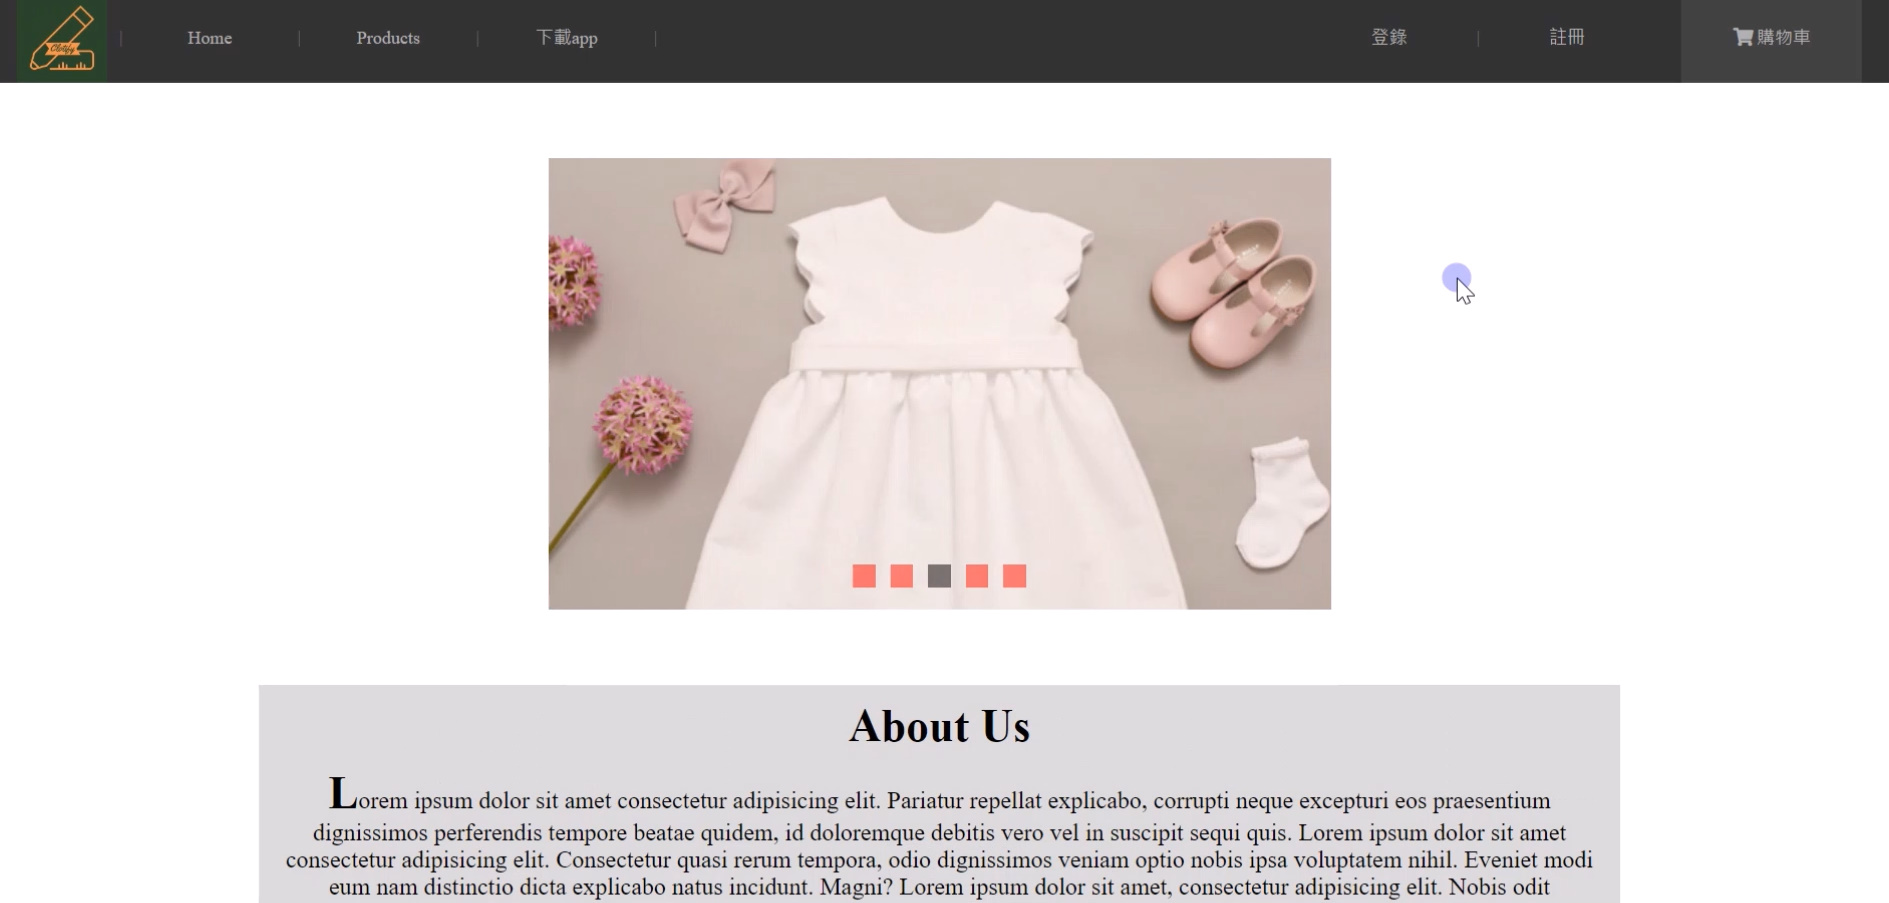 Home
Products
下載app
登錄
註冊
購物車
About Us
Lorem ipsum dolor sit amet consectetur adipisicing elit. Pariatur repellat explicabo, corrupti neque excepturi eos praesentium
dignissimos perferendis tempore beatae quidem, id doloremque debitis vero vel in suscipit sequi quis. Lorem ipsum dolor sit amet
consectetur adipisicing elit. Consectetur quasi rerum tempora, odio dignissimos veniam optio nobis ipsa voluptatem nihil. Eveniet modi
eum nam distinctio dicta explicabo natus incidunt. Magni? Lorem ipsum dolor sit amet, consectetur adipisicing elit. Nobis odit